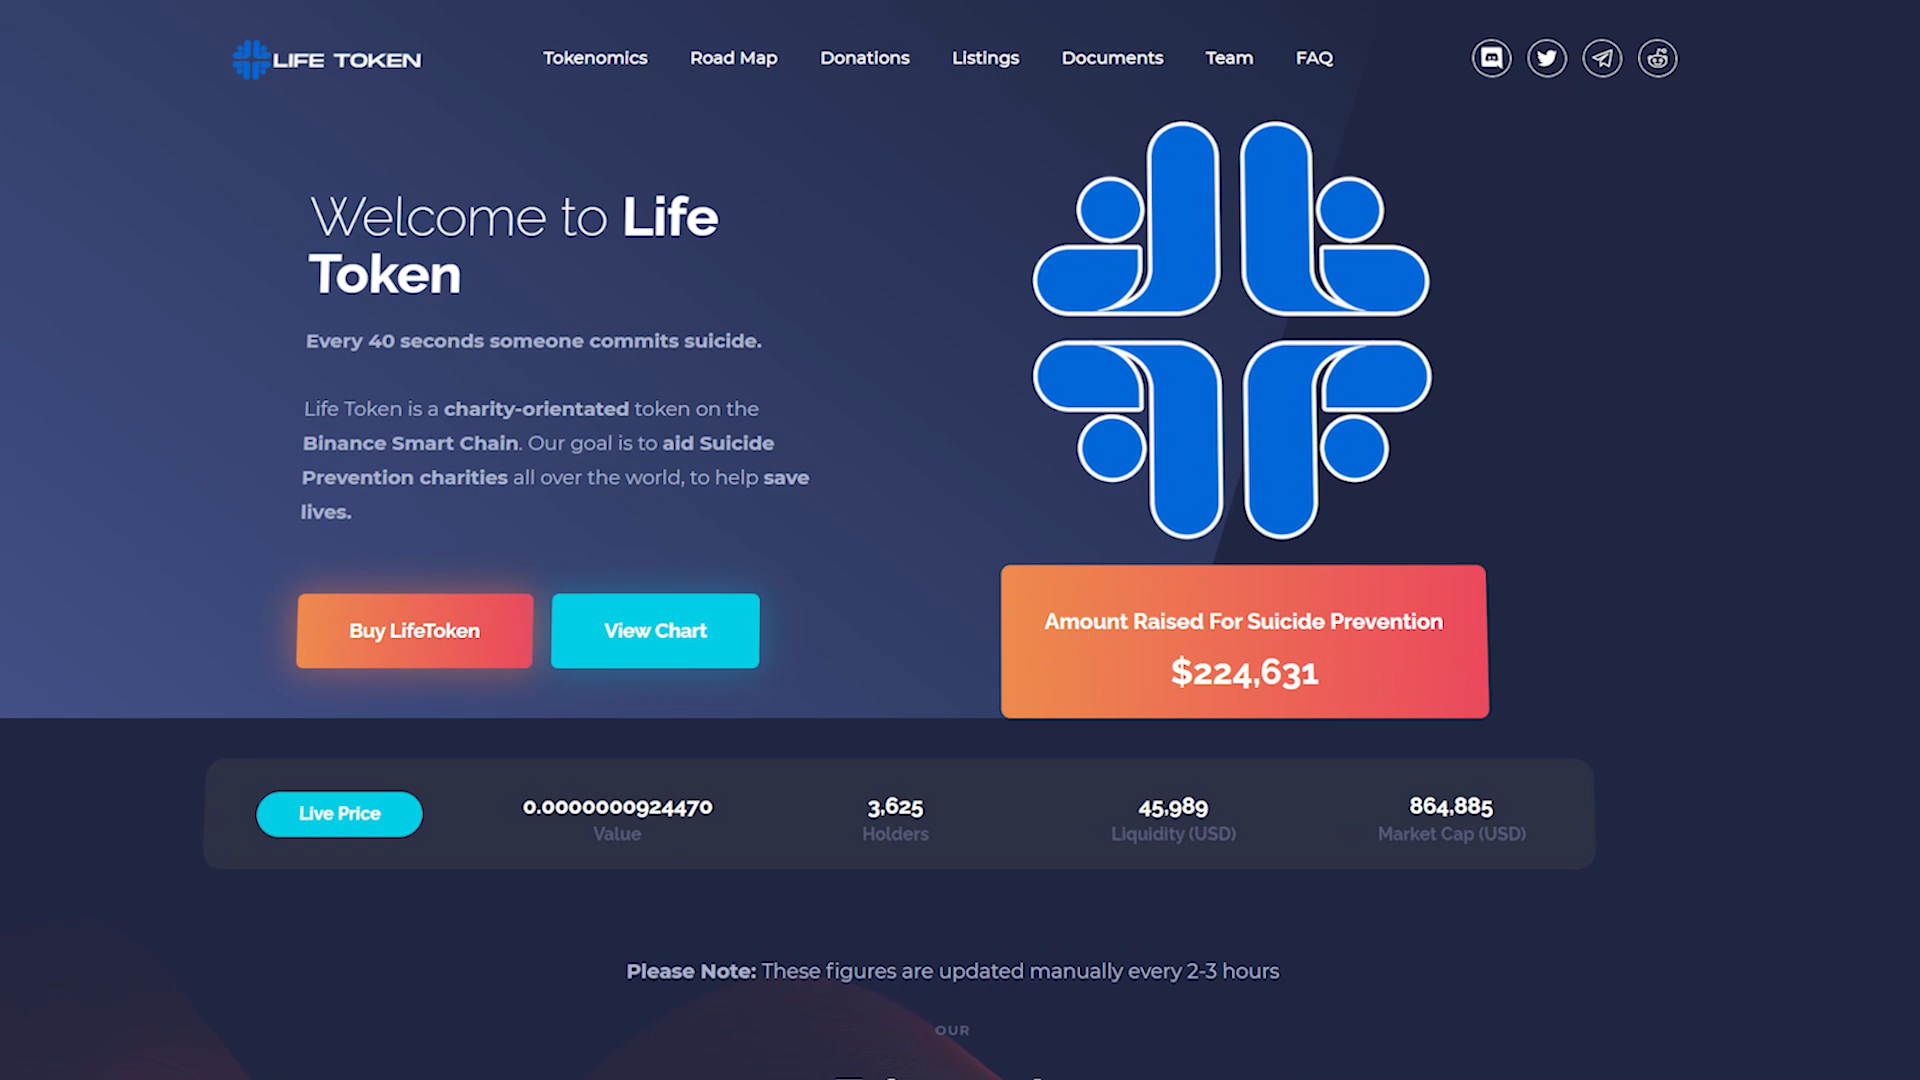 LIFE TOKEN
Tokenomics
Road Map
Donations
Listings
Documents
Team
FAQ
Welcome to Life
Token
Every 40 seconds someone commits suicide.
Life Token is a charity-orientated token on the
Binance Smart Chain. Our goal is to aid Suicide
Prevention charities all over the world, to help save
lives.
Buy LifeToken
View Chart
Amount Raised For Suicide Prevention
$224,631
Live Price
0.0000000924470
Value
3,625
Holders
45,989
Liquidity (USD)
864,885
Market Cap (USD)
Please Note: These figures are updated manually every 2-3 hours
OUR